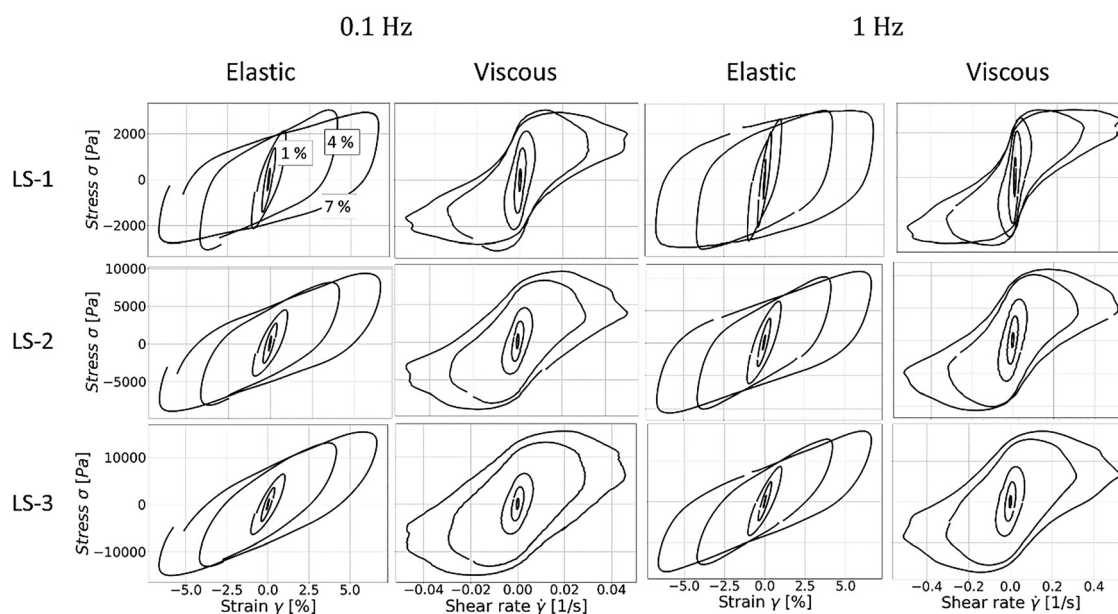 0.1 Hz 1 Hz
Elastic Viscous Elastic Viscous
LS-1
Stress σ [Pa]
2000
0
−2000
1 %
4 %
7 %
LS-2
Stress σ [Pa]
10000
5000
0
−5000
LS-3
Stress σ [Pa]
10000
0
−10000
−5.0 −2.5 0.0 2.5 5.0
Strain γ [%]
−0.04 −0.02 0.00 0.02 0.04
Shear rate γ̇ [1/s]
−5.0 −2.5 0.0 2.5 5.0
Strain γ [%]
−0.4 −0.2 0.0 0.2 0.4
Shear rate γ̇ [1/s]